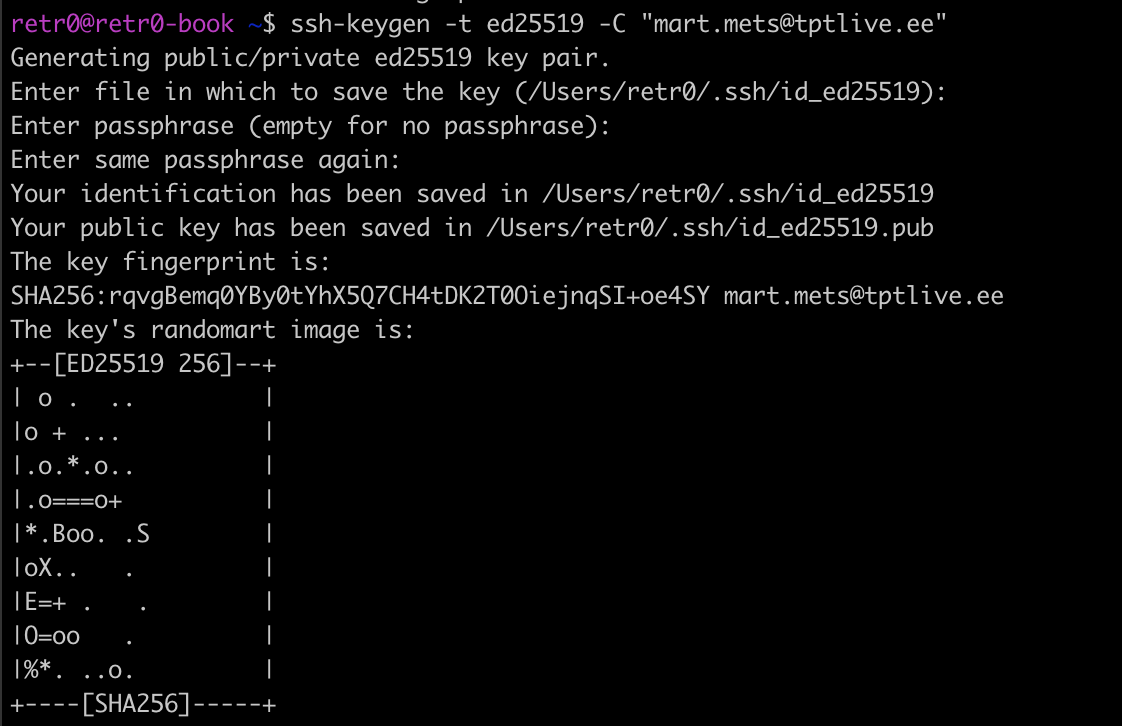 retr0@retr0-book ~$ ssh-keygen -t ed25519 -C "mart.mets@tptlive.ee"
Generating public/private ed25519 key pair.
Enter file in which to save the key (/Users/retr0/.ssh/id_ed25519):
Enter passphrase (empty for no passphrase):
Enter same passphrase again:
Your identification has been saved in /Users/retr0/.ssh/id_ed25519
Your public key has been saved in /Users/retr0/.ssh/id_ed25519.pub
The key fingerprint is:
SHA256:rqvgBemq0YBy0tYhX5Q7CH4tDK2T0OiejnqSI+oe4SY mart.mets@tptlive.ee
The key's randomart image is:
+--[ED25519 256]--+
| o .  ..         |
|o + ...          |
|.o.*.o..         |
|.o===o+          |
|*.Boo. .S        |
|oX..   .         |
|E=+ .   .        |
|O=oo   .         |
|%*. ..o.         |
+----[SHA256]-----+